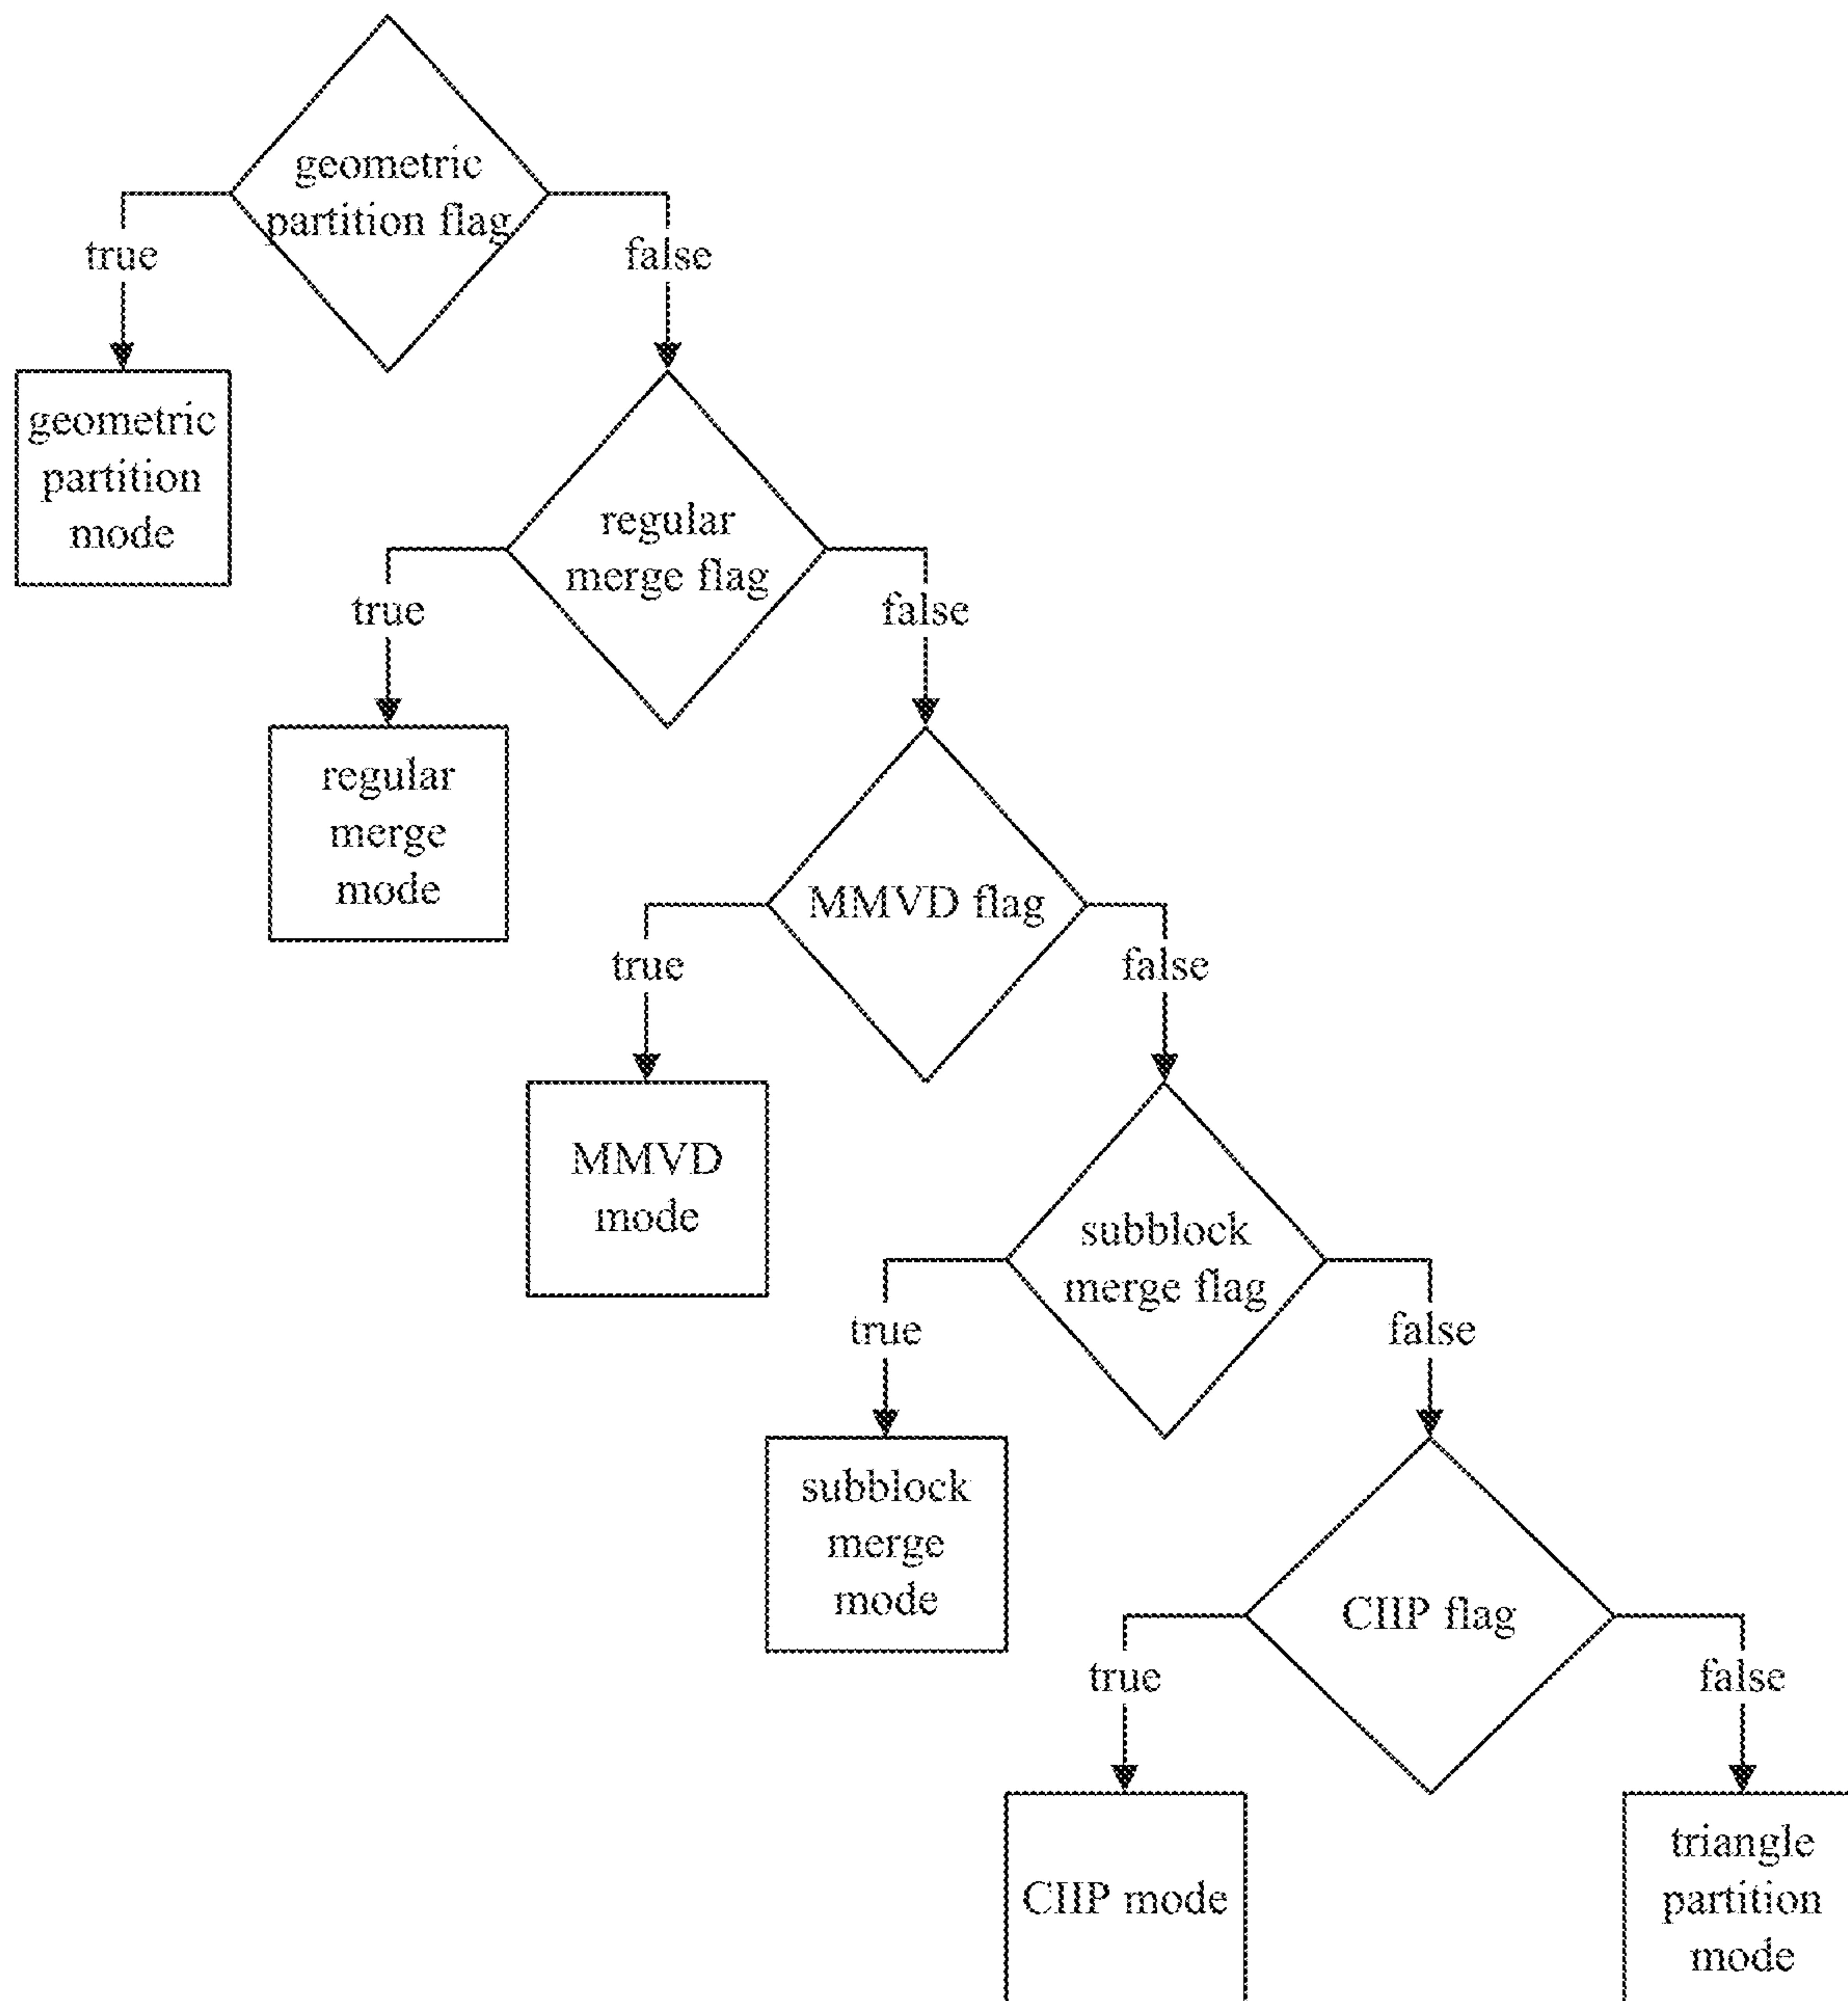 geometric
partition flag
true
false
geometric
partition
mode
regular
merge flag
true
false
regular
merge
mode
MMVD flag
true
false
MMVD
mode
subblock
merge flag
true
false
subblock
merge
mode
CIIP flag
true
false
CIIP mode
triangle
partition
mode